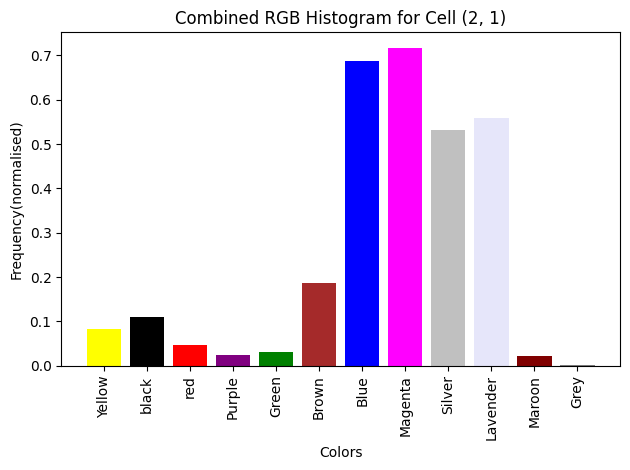 Combined RGB Histogram for Cell (2, 1)
Frequency(normalised)
0.7
0.6
0.5
0.4
0.3
0.2
0.1
0.0
Yellow
black
red
Purple
Green
Brown
Blue
Magenta
Silver
Lavender
Maroon
Grey
Colors